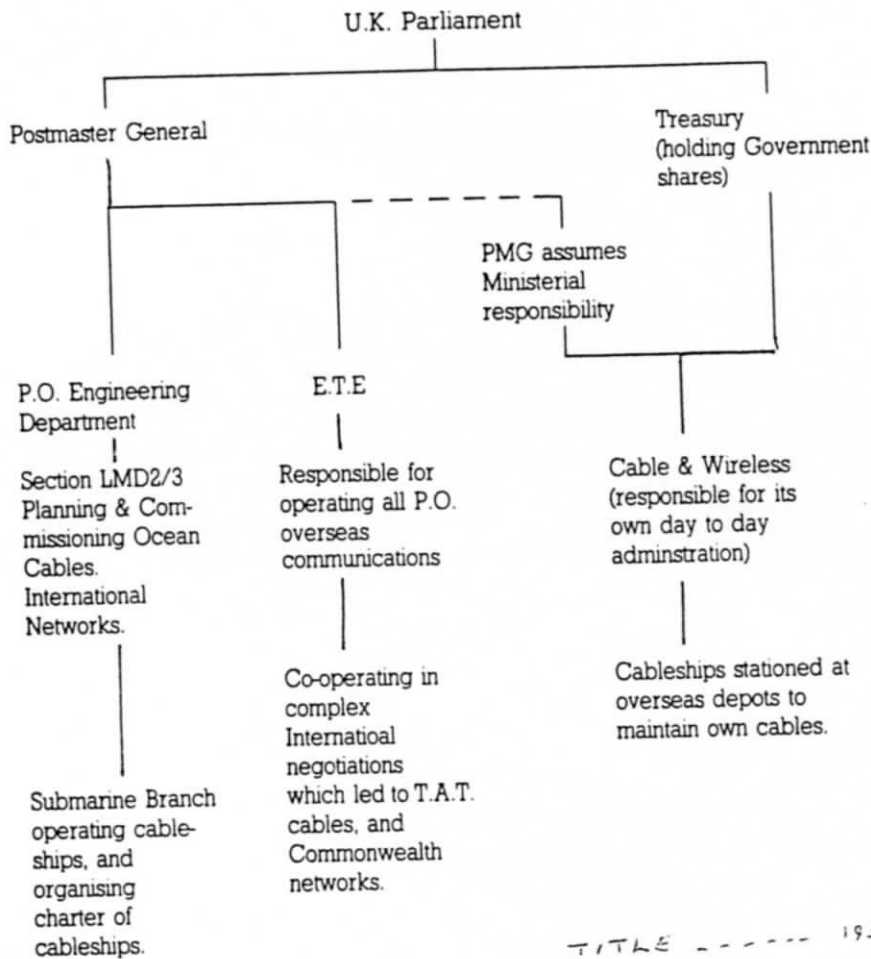 U.K. Parliament
Postmaster General
Treasury
(holding Government
shares)
PMG assumes
Ministerial
responsibility
P.O. Engineering
Department
Section LMD2/3
Planning & Com-
missioning Ocean
Cables.
International
Networks.
Submarine Branch
operating cable-
ships, and
organising
charter of
cableships.
E.T.E
Responsible for
operating all P.O.
overseas
communications
Co-operating in
complex
Internatioal
negotiations
which led to T.A.T.
cables, and
Commonwealth
networks.
Cable & Wireless
(responsible for its
own day to day
adminstration)
Cableships stationed at
overseas depots to
maintain own cables.
TITLE